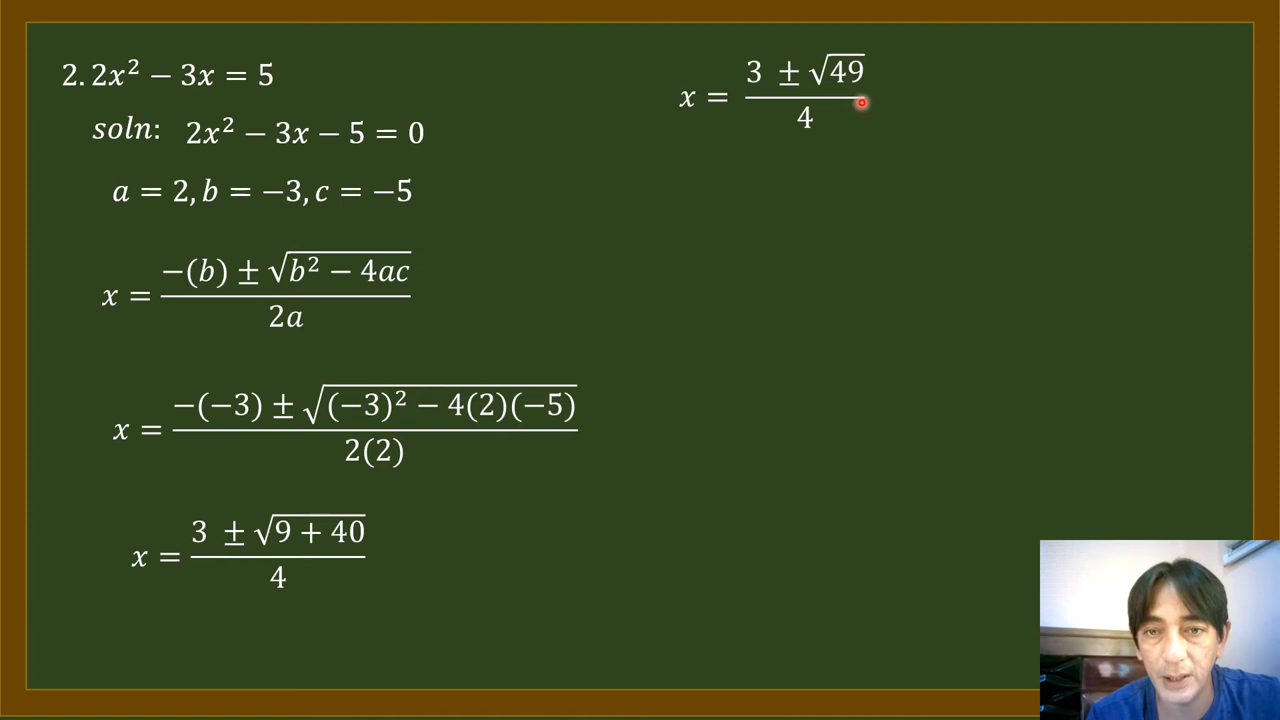 2. 2x² − 3x = 5
soln: 2x² − 3x − 5 = 0
a = 2, b = −3, c = −5
x = (−(b) ± √(b² − 4ac)) / 2a
x = (−(−3) ± √((−3)² − 4(2)(−5))) / 2(2)
x = (3 ± √(9 + 40)) / 4
x = (3 ± √49) / 4